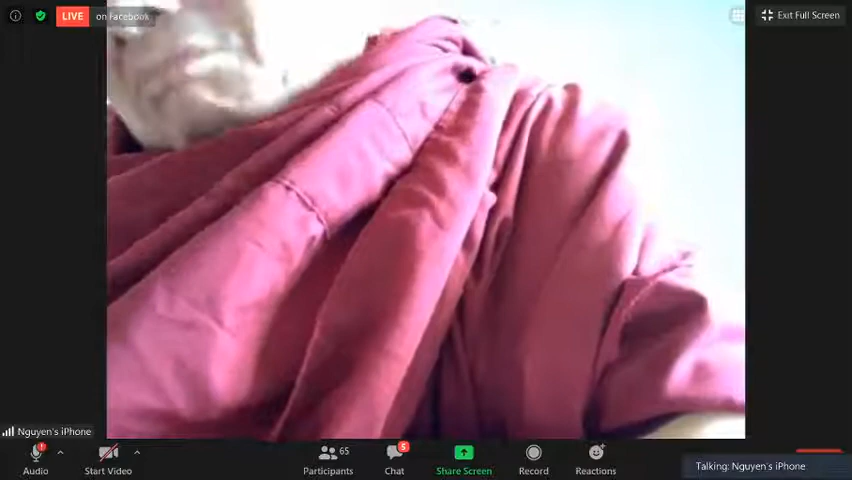 LIVE on Facebook
Exit Full Screen
Nguyen's iPhone
Audio
Start Video
Participants
65
Chat
5
Share Screen
Record
Reactions
Talking: Nguyen's iPhone